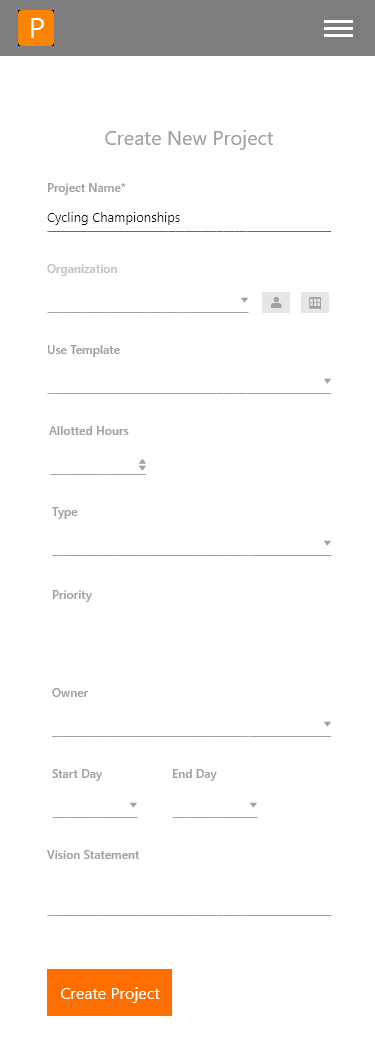 P
Create New Project
Project Name*
Cycling Championships
Organization
Use Template
Allotted Hours
Type
Priority
Owner
Start Day End Day
Vision Statement
Create Project